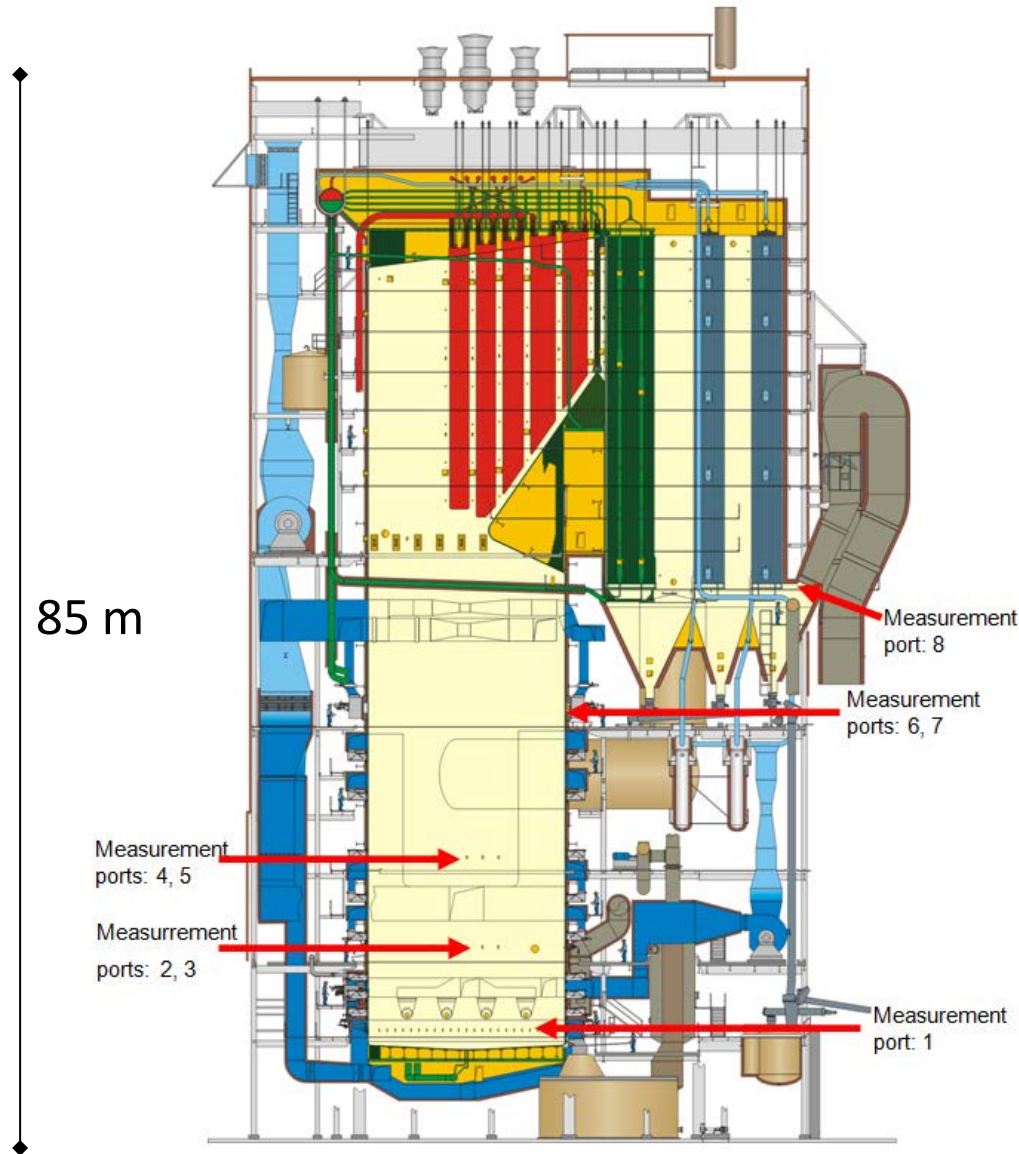 85 m
Measurement
port: 8
Measurement
ports: 6, 7
Measurement
ports: 4, 5
Measurrement
ports: 2, 3
Measurement
port: 1